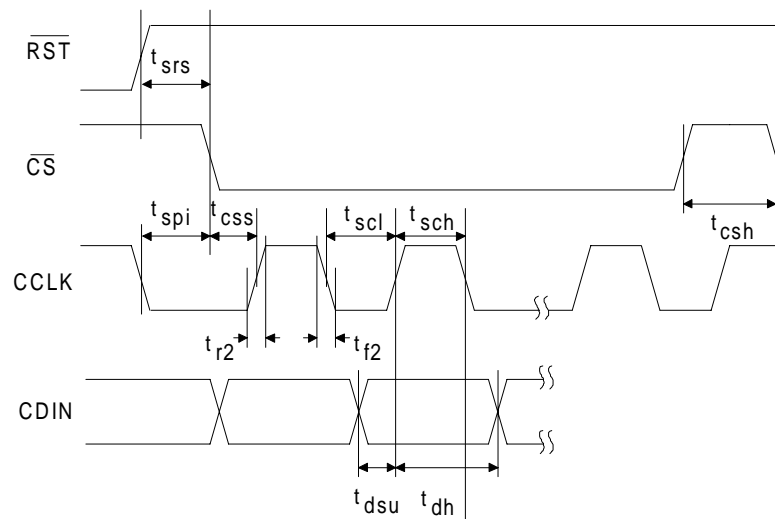 RST
t srs
CS
t spi
t css
t scl
t sch
t csh
CCLK
t r2
t f2
CDIN
t dsu
t dh